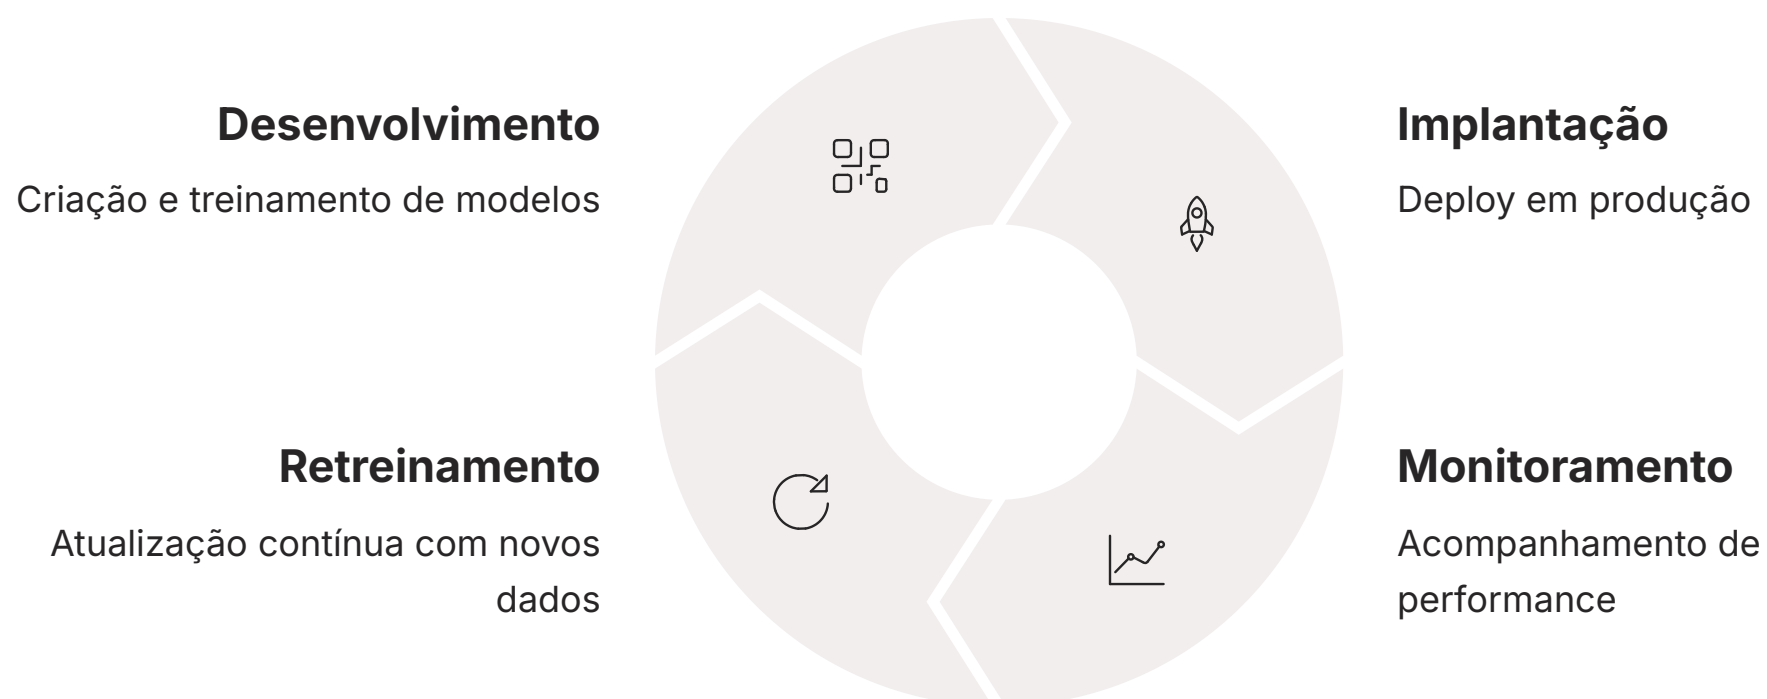 Desenvolvimento
Criação e treinamento de modelos
Implantação
Deploy em produção
Retreinamento
Atualização contínua com novos
dados
Monitoramento
Acompanhamento de
performance